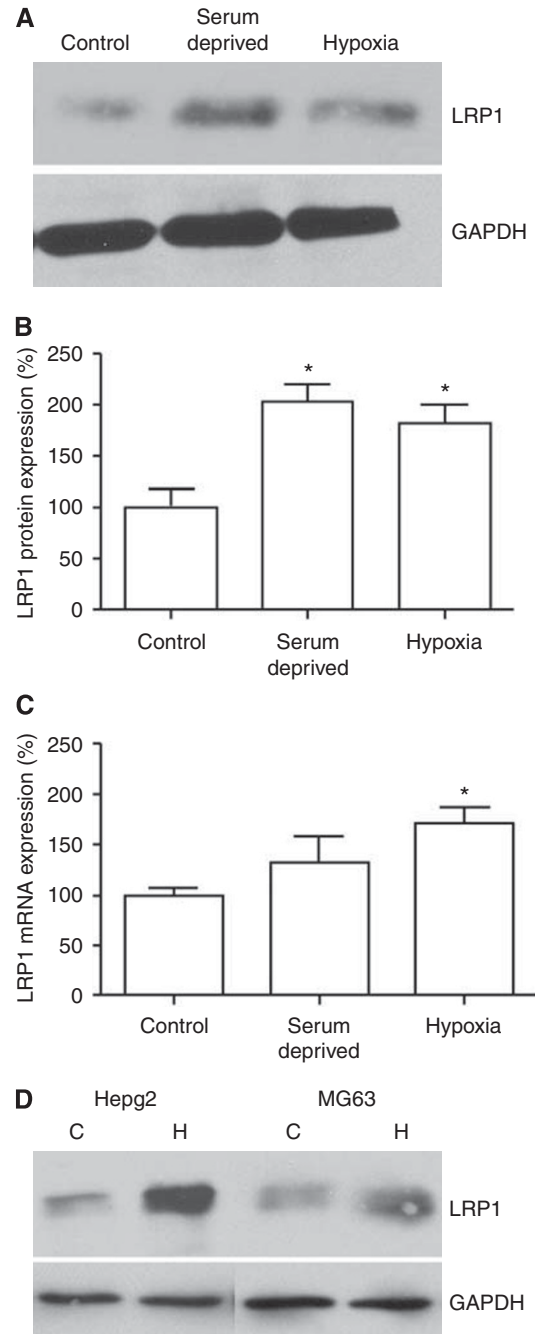 A
Control
Serum
deprived
Hypoxia
LRP1
GAPDH
B
LRP1 protein expression (%)
250
200
150
100
50
0
*
*
Control
Serum
deprived
Hypoxia
C
LRP1 mRNA expression (%)
250
200
150
100
50
0
*
Control
Serum
deprived
Hypoxia
D
Hepg2
MG63
C
H
C
H
LRP1
GAPDH